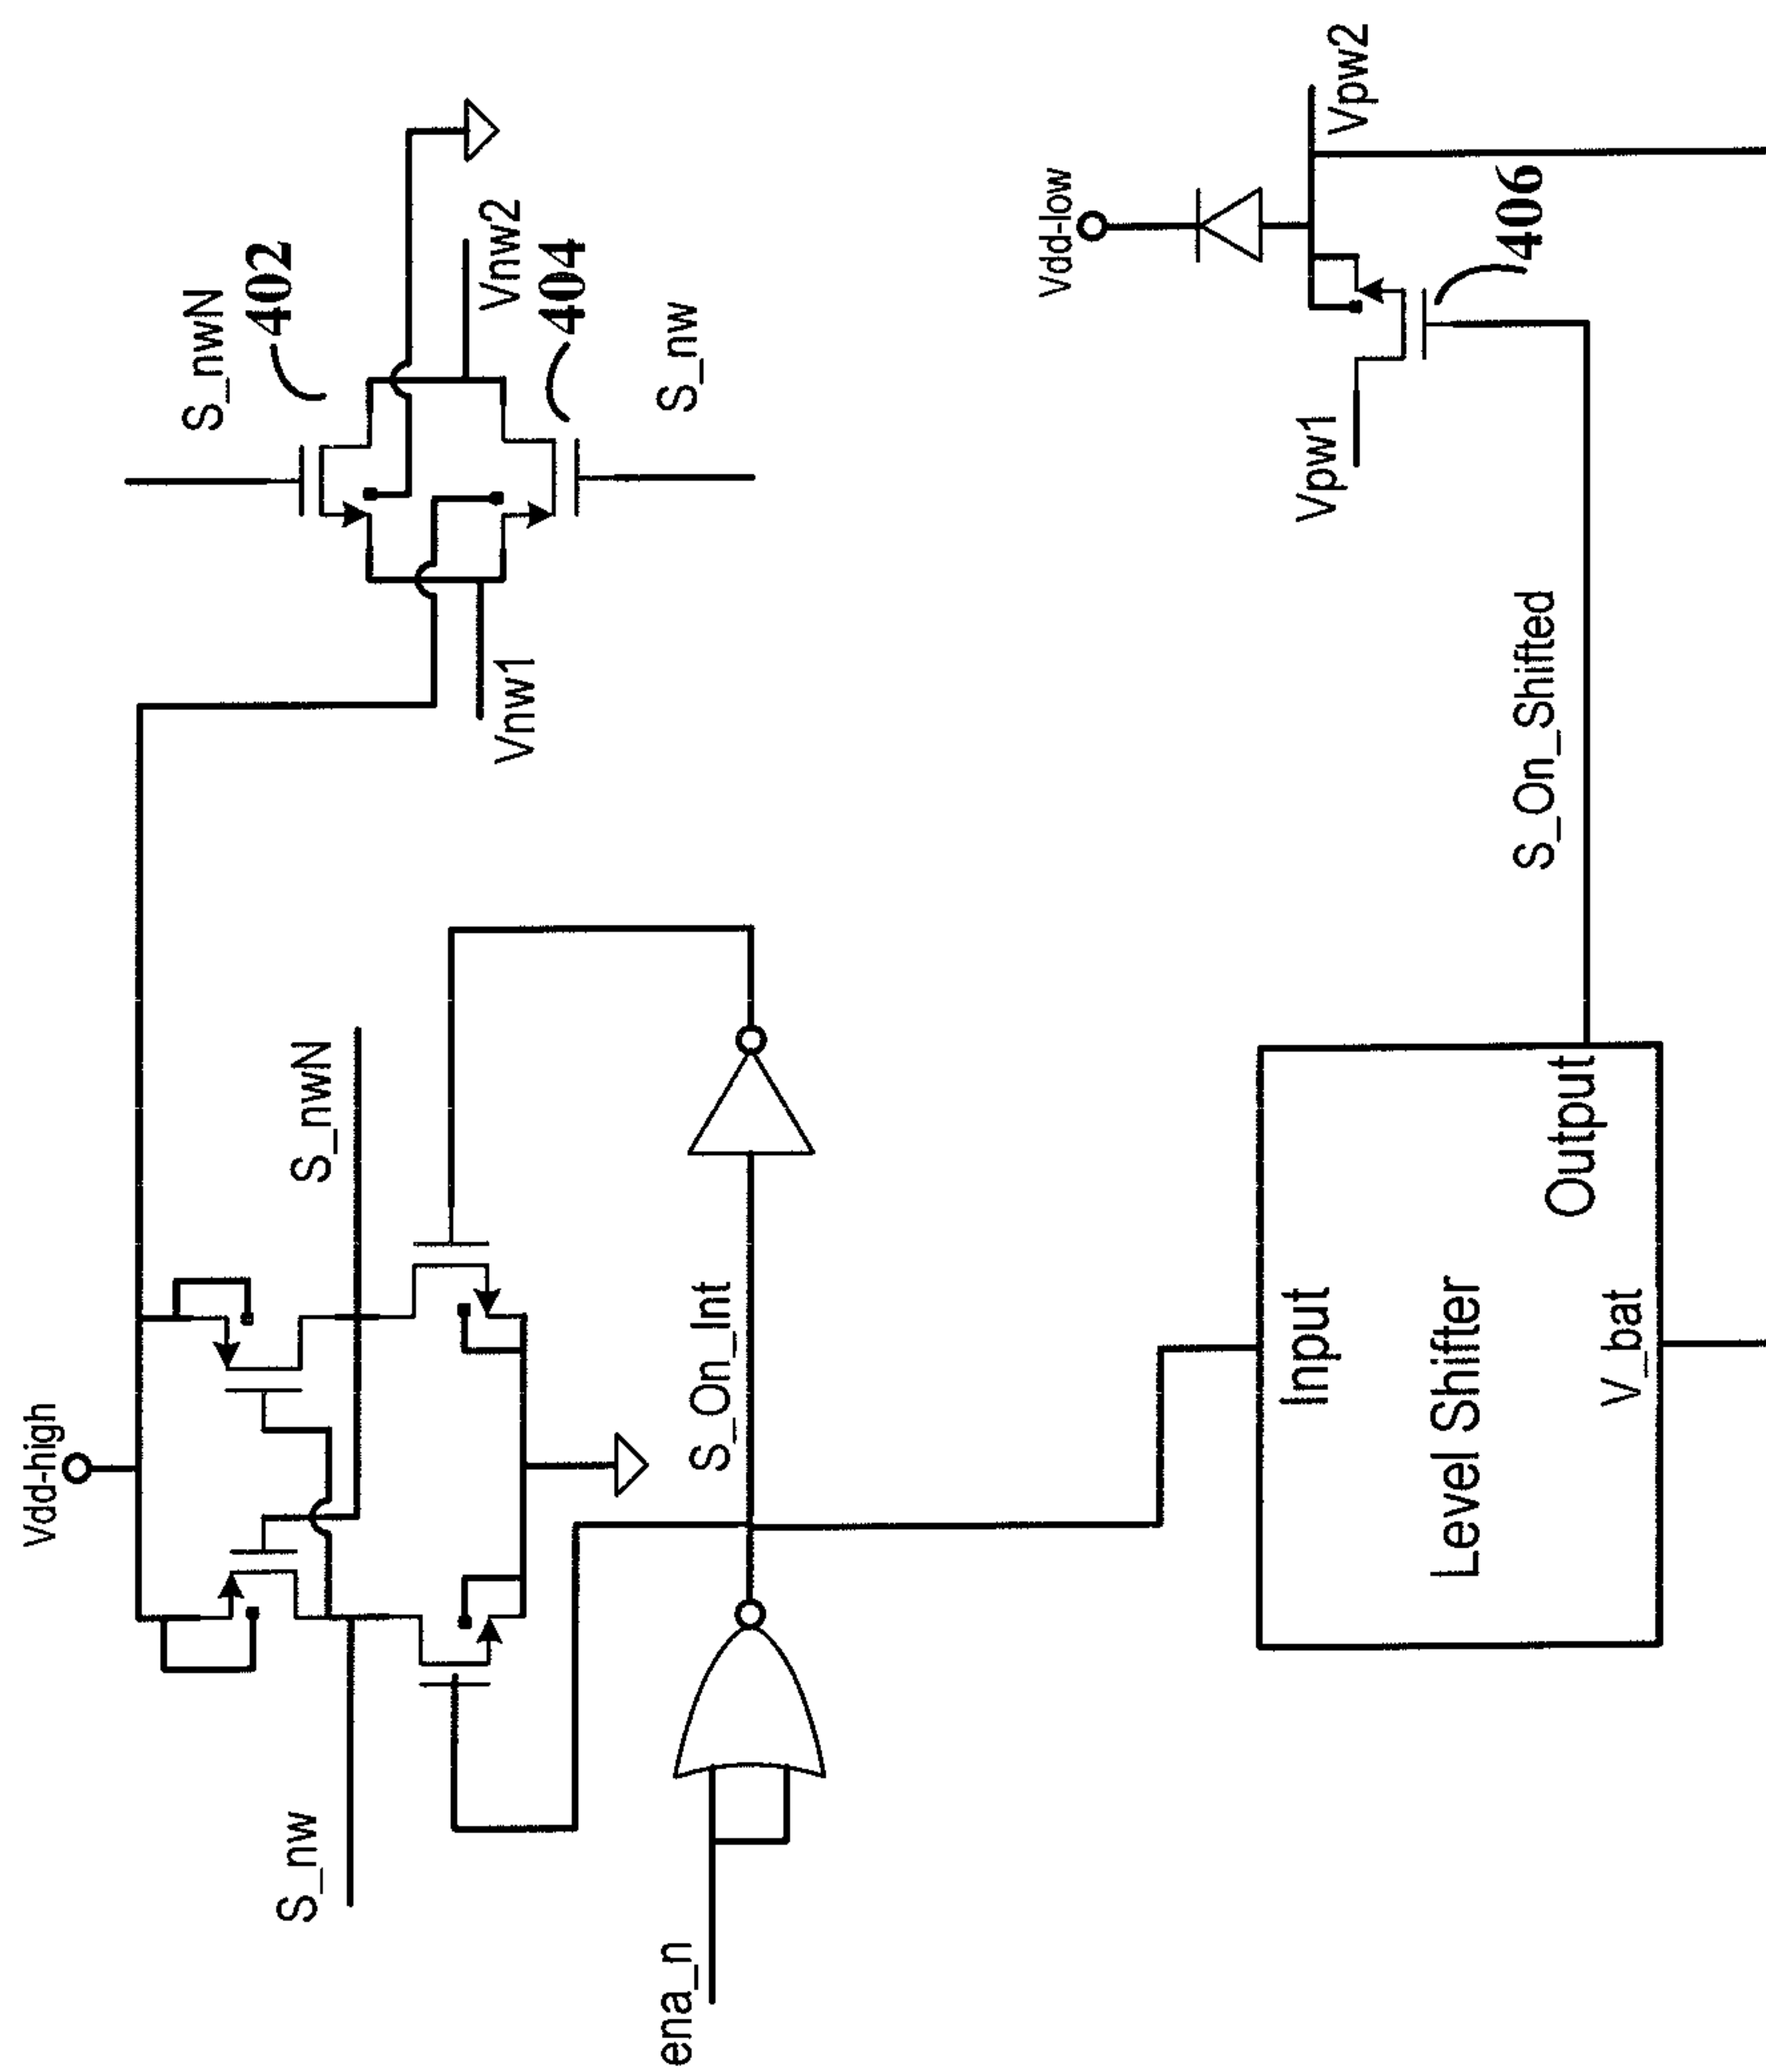 Vdd-high
S_nw
S_nwN
S_nwN
402
Vnw1
Vnw2
404
S_nw
ena_n
S_On_Int
Input
Level Shifter
V_bat
Output
S_On_Shifted
Vdd-low
Vpw1
Vpw2
406